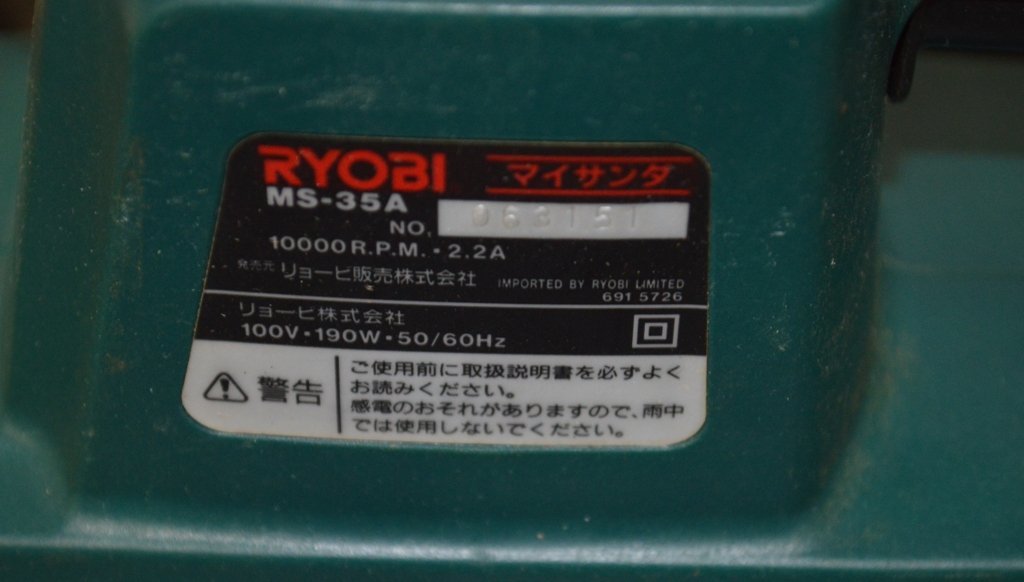 RYOBI マイサンダ
MS-35A
NO. 063151
10000R.P.M.・2.2A
発売元 リョービ販売株式会社 IMPORTED BY RYOBI LIMITED
691 5726
リョービ株式会社
100V・190W・50/60Hz
警告 ご使用前に取扱説明書を必ずよく
お読みください。
感電のおそれがありますので、雨中
では使用しないでください。